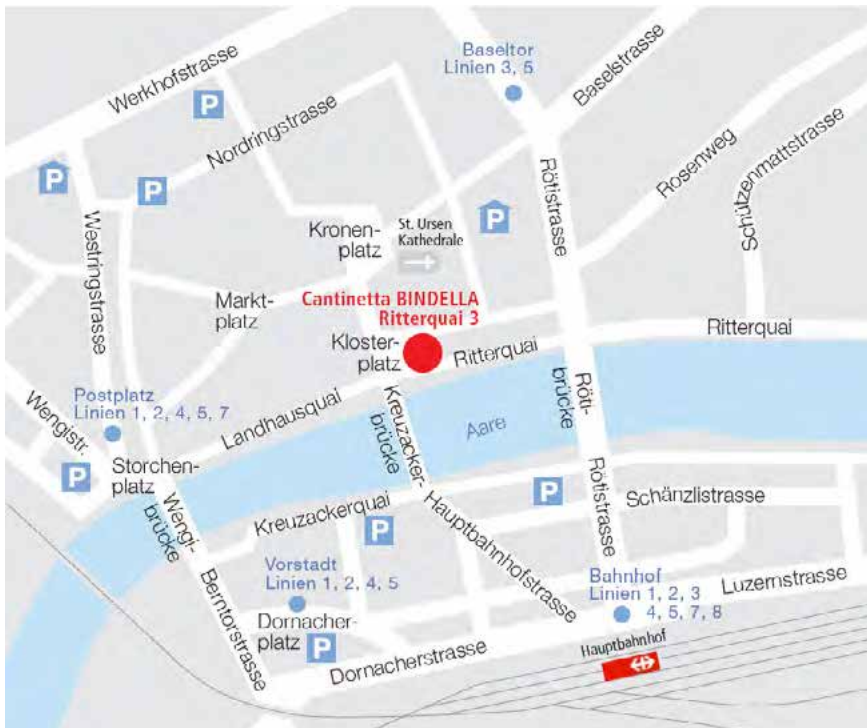 Werkhofstrasse
P
Nordringstrasse
P
P
Westringstrasse
Baseltor
Linien 3, 5
Baselstrasse
Rosenweg
Schützenmattstrasse
Rötistrasse
St. Ursen
Kathedrale
P
Kronen-
platz
Markt-
platz
Cantinetta BINDELLA
Ritterquai 3
Kloster-
platz
Ritterquai
Ritterquai
Landhausquai
Postplatz
Linien 1, 2, 4, 5, 7
Wengistr.
P
Storchen-
platz
Wengi-
brücke
Kreuzacker-
brücke
Aare
Röti-
brücke
Rötistrasse
Kreuzackerquai
P
P
Hauptbahnhofstrasse
Schänzlistrasse
Vorstadt
Linien 1, 2, 4, 5
Dornacher-
platz
P
Berntorstrasse
Dornacherstrasse
Bahnhof
Linien 1, 2, 3
4, 5, 7, 8
Luzernstrasse
Hauptbahnhof